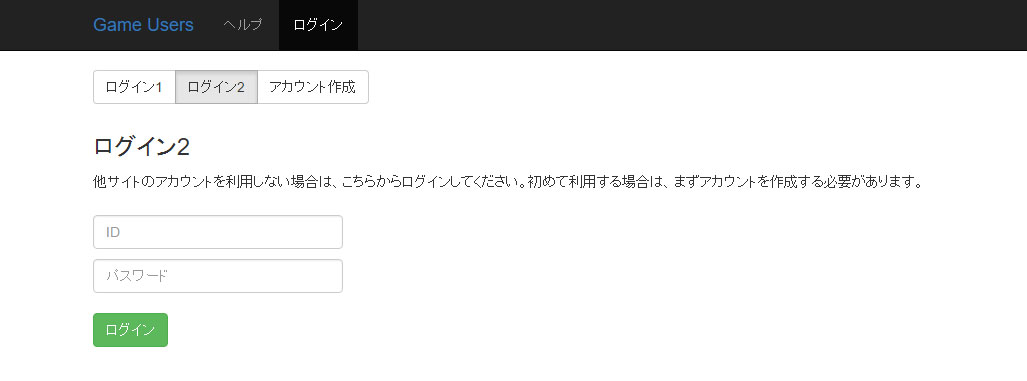 Game Users ヘルプ ログイン
ログイン1 ログイン2 アカウント作成
ログイン2
他サイトのアカウントを利用しない場合は、こちらからログインしてください。初めて利用する場合は、まずアカウントを作成する必要があります。
ID
パスワード
ログイン